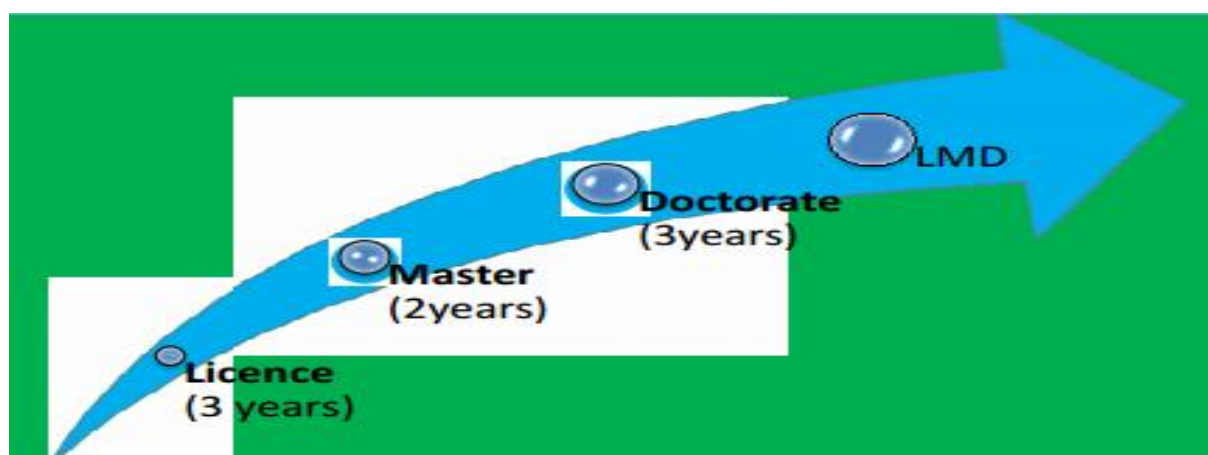 LMD
Doctorate
(3years)
Master
(2years)
Licence
(3 years)